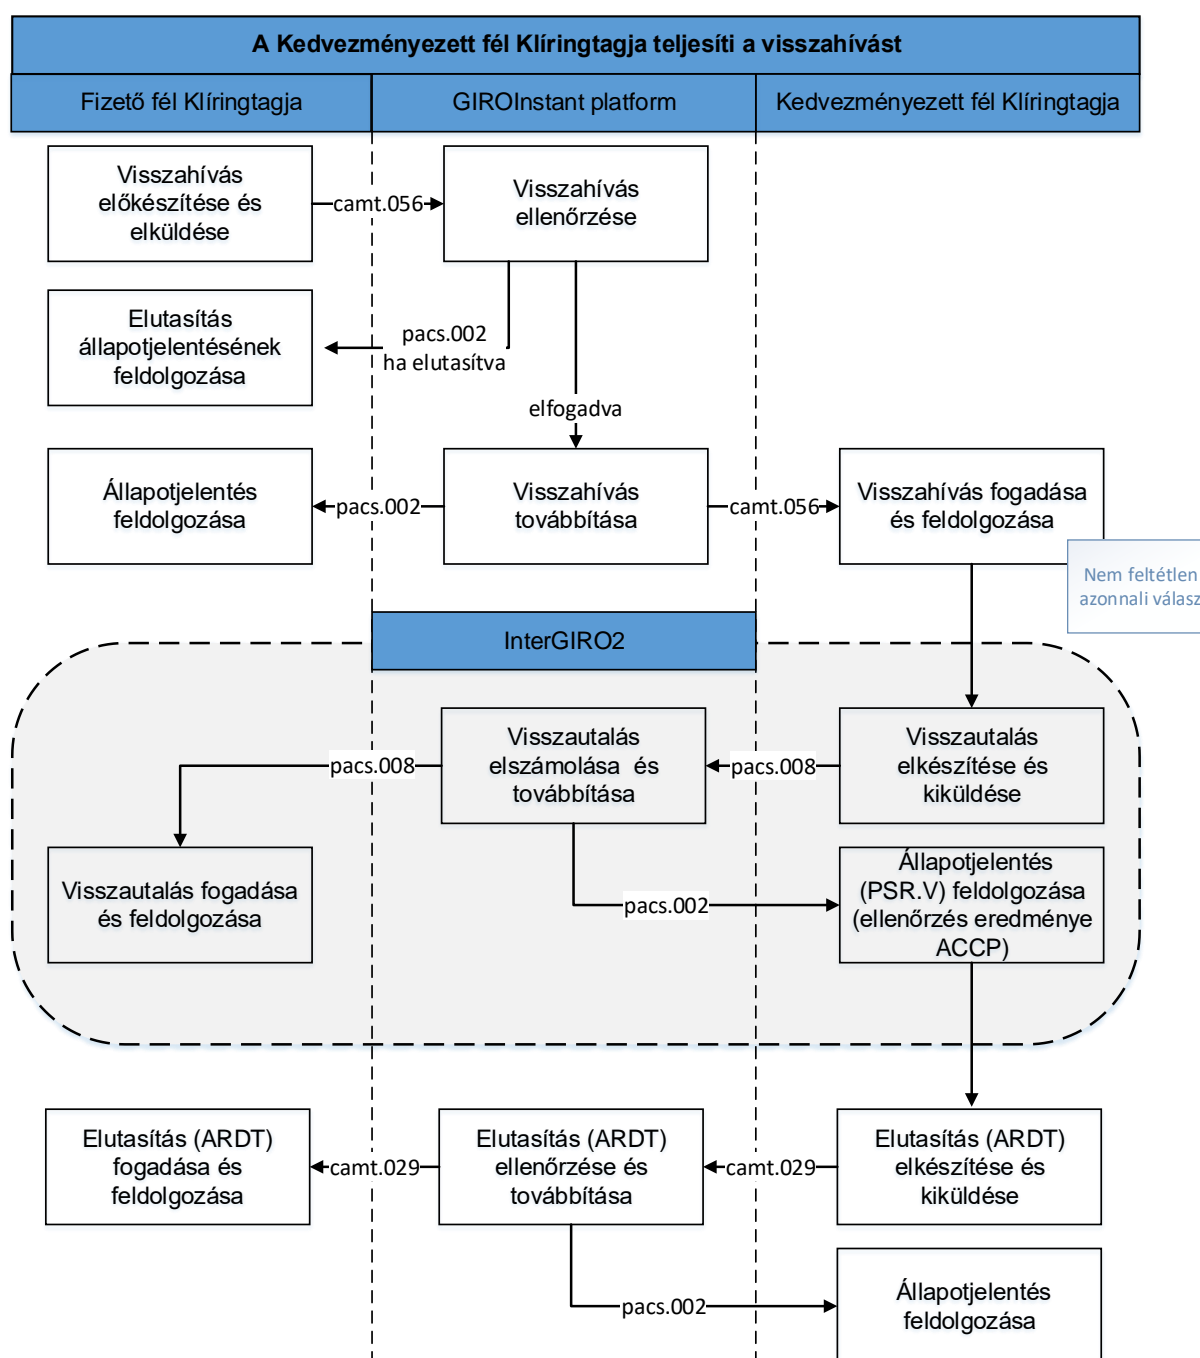 A Kedvezményezett fél Klíringtagja teljesíti a visszahívást
Fizető fél Klíringtagja
GIROInstant platform
Kedvezményezett fél Klíringtagja
Visszahívás
előkészítése és
elküldése
camt.056
Visszahívás
ellenőrzése
Elutasítás
állapotjelentésének
feldolgozása
pacs.002
ha elutasítva
elfogadva
Állapotjelentés
feldolgozása
pacs.002
Visszahívás
továbbítása
camt.056
Visszahívás fogadása
és feldolgozása
Nem feltétlen
azonnali válasz
InterGIRO2
Visszautalás
elszámolása és
továbbítása
pacs.008
Visszautalás
elkészítése és
kiküldése
pacs.008
Visszautalás fogadása
és feldolgozása
pacs.002
Állapotjelentés
(PSR.V) feldolgozása
(ellenőrzés eredménye
ACCP)
Elutasítás (ARDT)
fogadása és
feldolgozása
camt.029
Elutasítás (ARDT)
ellenőrzése és
továbbítása
camt.029
Elutasítás (ARDT)
elkészítése és
kiküldése
pacs.002
Állapotjelentés
feldolgozása